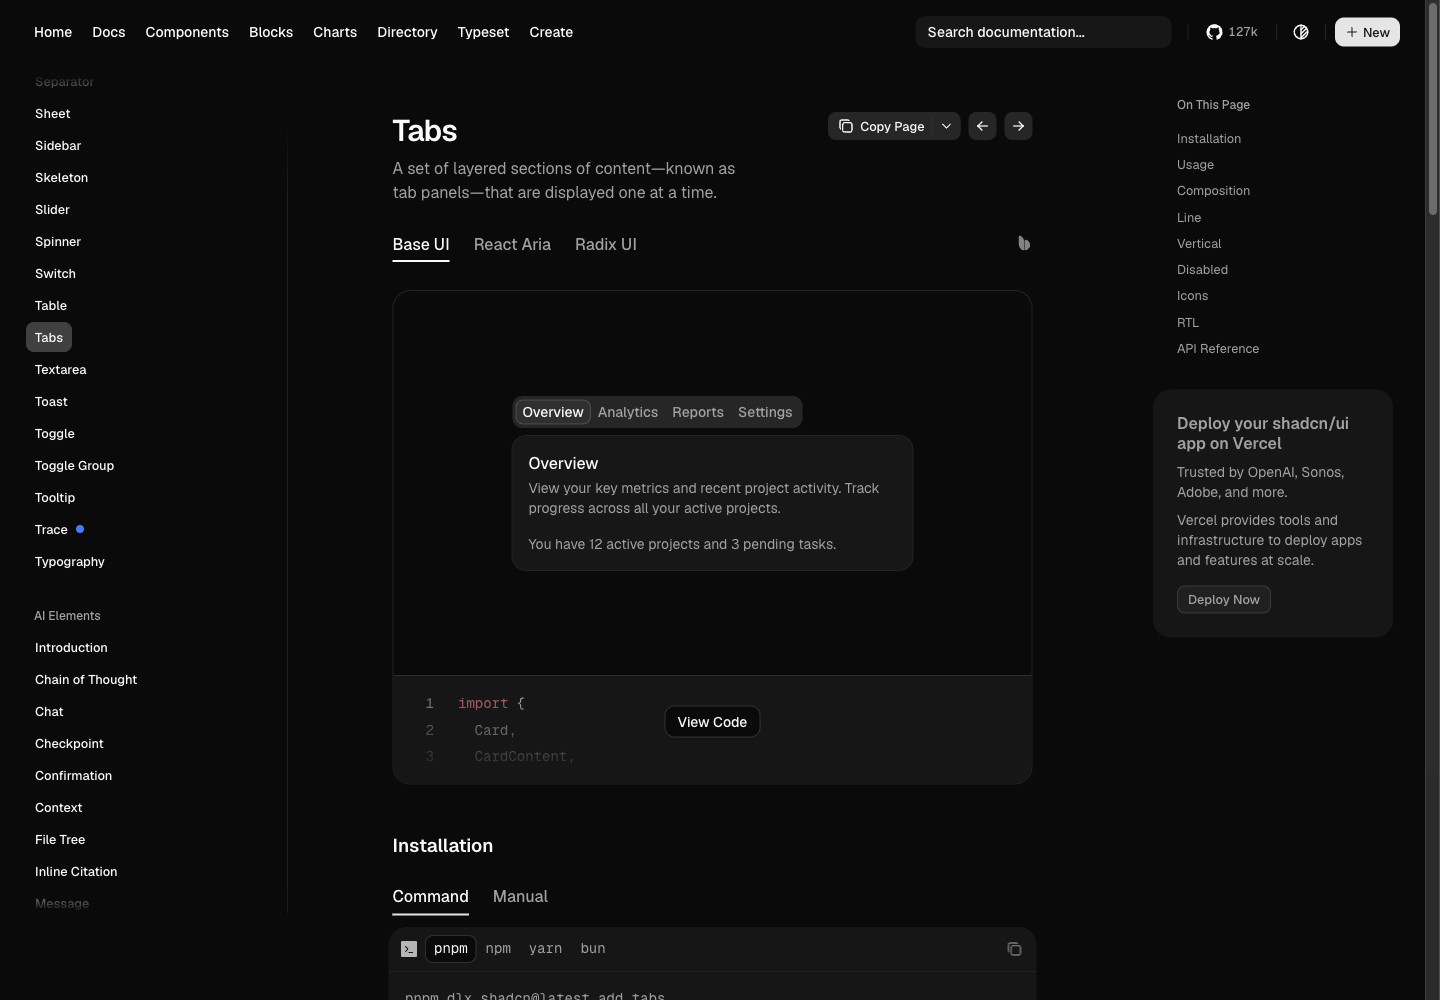 Home Docs Components Blocks Charts Directory Typeset Create
Search documentation...
127k
New
Separator
Sheet
Sidebar
Skeleton
Slider
Spinner
Switch
Table
Tabs
Textarea
Toast
Toggle
Toggle Group
Tooltip
Trace
Typography
AI Elements
Introduction
Chain of Thought
Chat
Checkpoint
Confirmation
Context
File Tree
Inline Citation
Message
Tabs
Copy Page
A set of layered sections of content—known as
tab panels—that are displayed one at a time.
Base UI React Aria Radix UI
Overview Analytics Reports Settings
Overview
View your key metrics and recent project activity. Track
progress across all your active projects.
You have 12 active projects and 3 pending tasks.
1 import {
2 Card,
3 CardContent,
View Code
Installation
Command Manual
pnpm npm yarn bun
pnpm dlx shadcn@latest add tabs
On This Page
Installation
Usage
Composition
Line
Vertical
Disabled
Icons
RTL
API Reference
Deploy your shadcn/ui
app on Vercel
Trusted by OpenAI, Sonos,
Adobe, and more.
Vercel provides tools and
infrastructure to deploy apps
and features at scale.
Deploy Now